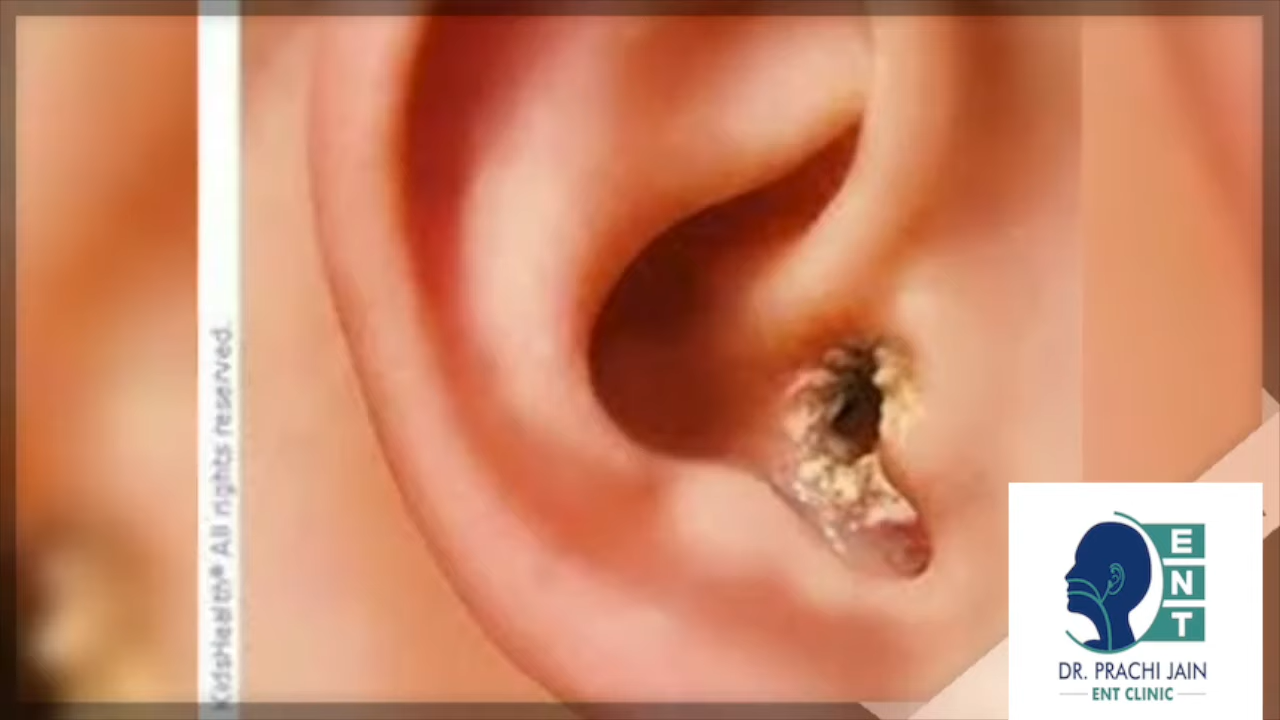 KidsHealth® All rights reserved.
E
N
T
DR. PRACHI JAIN
ENT CLINIC